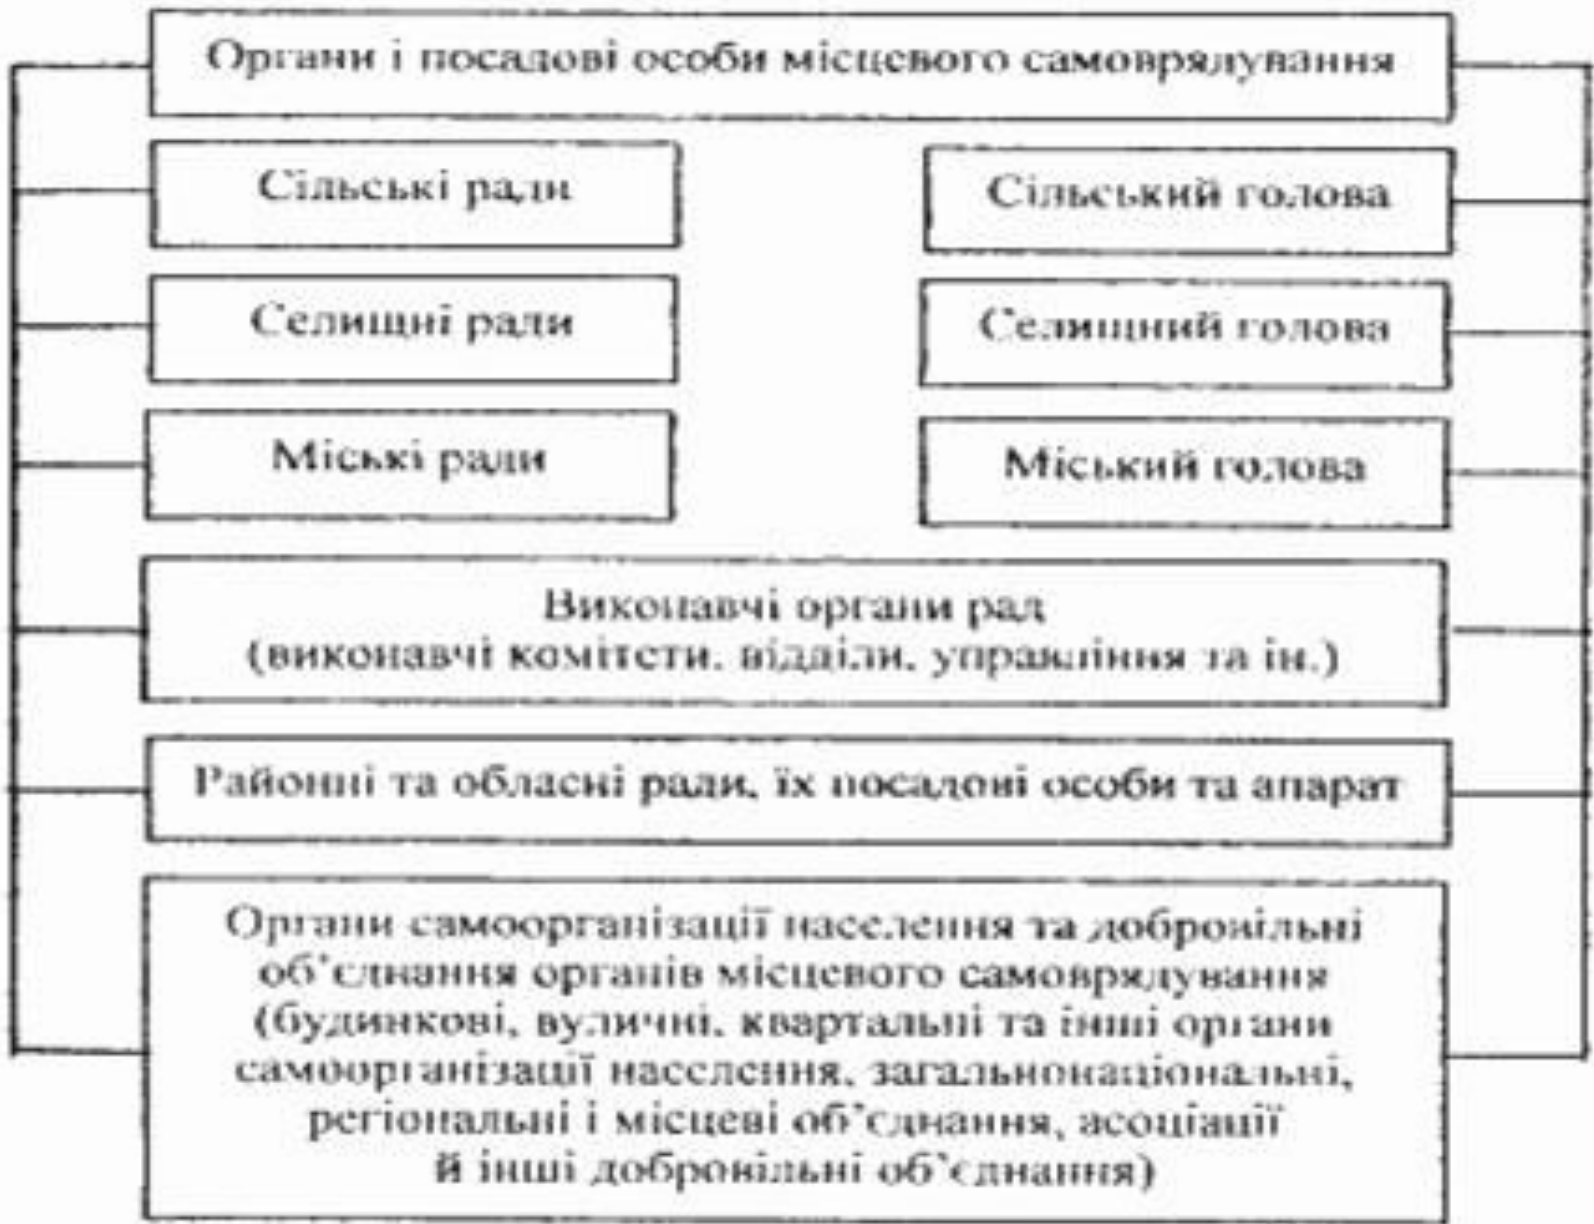 Органи і посадові особи місцевого самоврядування
Сільські ради
Сільський голова
Селищні ради
Селищний голова
Міські ради
Міський голова
Виконавчі органи рад
(виконавчі комітети, відділи, управління та ін.)
Районні та обласні ради, їх посадові особи та апарат
Органи самоорганізації населення та добровільні
об’єднання органів місцевого самоврядування
(будинкові, вуличні, квартальні та інші органи
самоорганізації населення, загальнонаціональні,
регіональні і місцеві об’єднання, асоціації
й інші добровільні об’єднання)